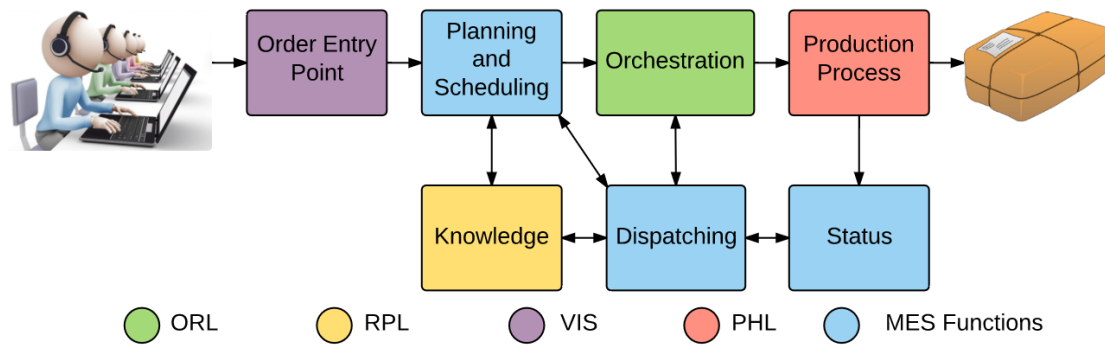 Order Entry
Point
Planning
and
Scheduling
Orchestration
Production
Process
Knowledge
Dispatching
Status
ORL
RPL
VIS
PHL
MES Functions